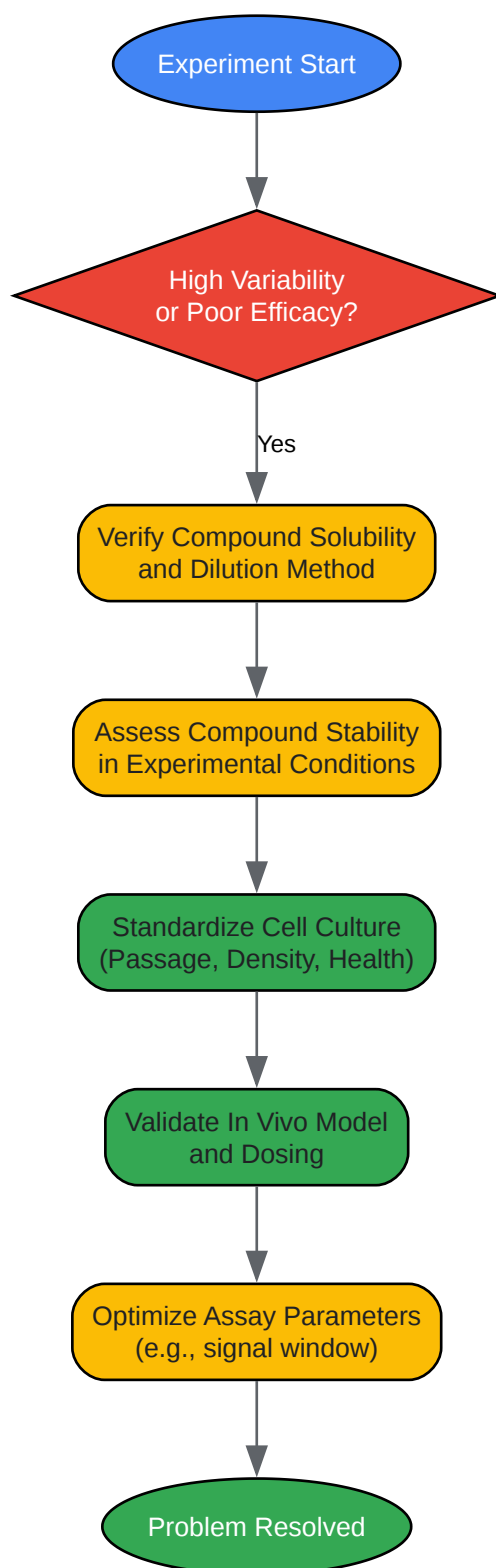 Experiment Start
High Variability
or Poor Efficacy?
Yes
Verify Compound Solubility
and Dilution Method
Assess Compound Stability
in Experimental Conditions
Standardize Cell Culture
(Passage, Density, Health)
Validate In Vivo Model
and Dosing
Optimize Assay Parameters
(e.g., signal window)
Problem Resolved